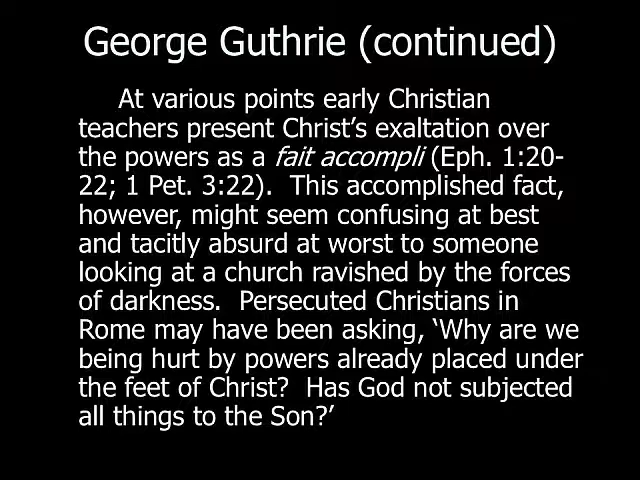 George Guthrie (continued)
At various points early Christian
teachers present Christ’s exaltation over
the powers as a fait accompli (Eph. 1:20-
22; 1 Pet. 3:22).  This accomplished fact,
however, might seem confusing at best
and tacitly absurd at worst to someone
looking at a church ravished by the forces
of darkness.  Persecuted Christians in
Rome may have been asking, ‘Why are we
being hurt by powers already placed under
the feet of Christ?  Has God not subjected
all things to the Son?’